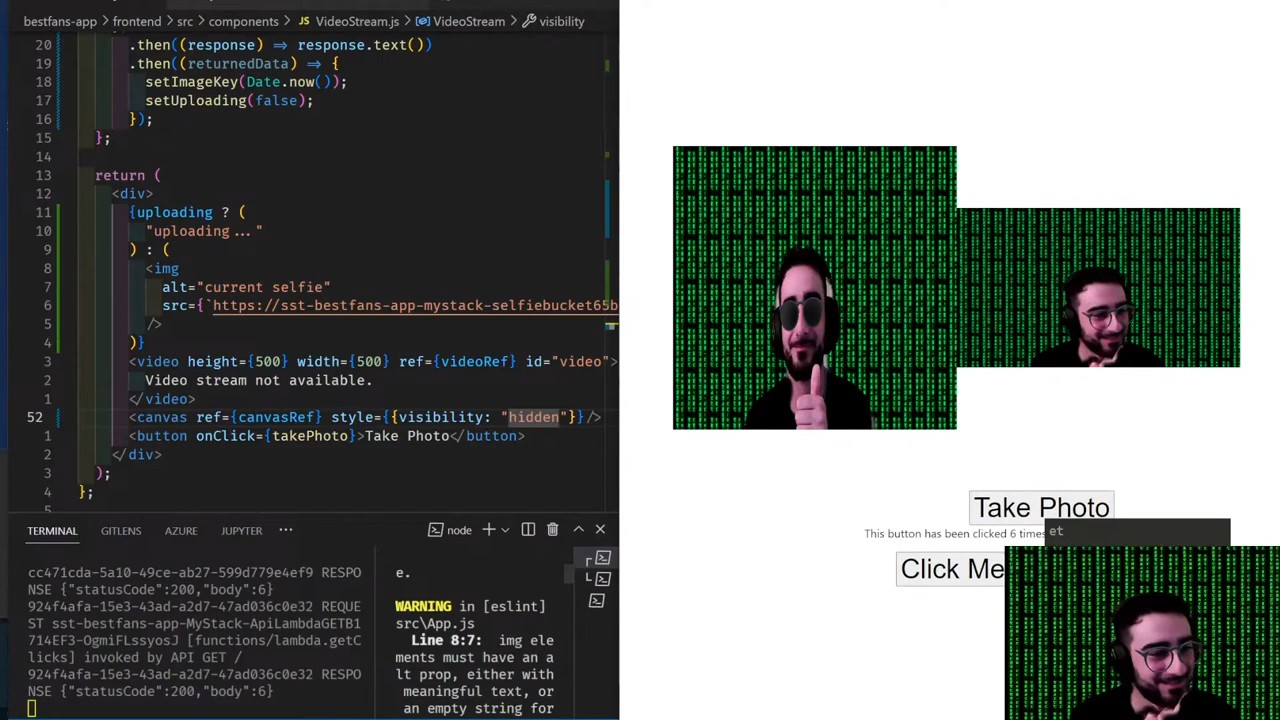 bestfans-app > frontend > src > components > JS VideoStream.js > VideoStream > visibility
20 .then((response) => response.text())
19 .then((returnedData) => {
18 setImageKey(Date.now());
17 setUploading(false);
16 });
15 };
14
13 return (
12 <div>
11 {uploading ? (
10 "uploading..."
9 ) : (
8 <img
7 alt="current selfie"
6 src={`https://sst-bestfans-app-mystack-selfiebucket65b
5 />
4 )}
3 <video height={500} width={500} ref={videoRef} id="video">
2 Video stream not available.
1 </video>
52 <canvas ref={canvasRef} style={{visibility: "hidden"}}/>
1 <button onClick={takePhoto}>Take Photo</button>
2 </div>
3 );
4 };
5
TERMINAL GITLENS AZURE JUPYTER ... node
cc471cda-5a10-49ce-ab27-599d779e4ef9 RESPO
NSE {"statusCode":200,"body":6}
924f4afa-15e3-43ad-a2d7-47ad036c0e32 REQUE
ST sst-bestfans-app-MyStack-ApiLambdaGETB1
714EF3-OgmiFLssyosJ [functions/lambda.getC
licks] invoked by API GET /
924f4afa-15e3-43ad-a2d7-47ad036c0e32 RESPO
NSE {"statusCode":200,"body":6}
e.
WARNING in [eslint]
src\App.js
Line 8:7: img ele
ments must have an a
lt prop, either with
meaningful text, or
an empty string for
Take Photo
This button has been clicked 6 times
et
Click Me